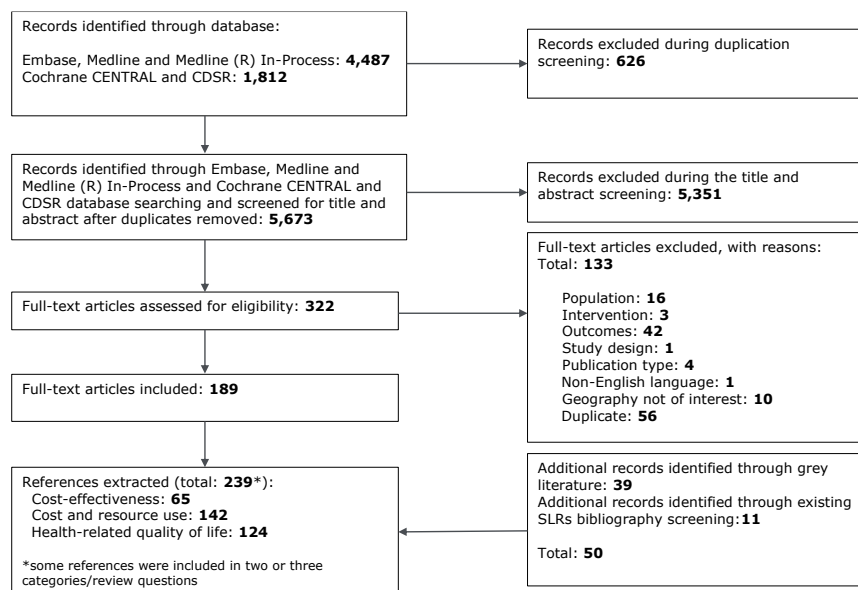 Records identified through database:
Embase, Medline and Medline (R) In-Process: 4,487
Cochrane CENTRAL and CDSR: 1,812
Records excluded during duplication
screening: 626
Records identified through Embase, Medline and
Medline (R) In-Process and Cochrane CENTRAL and
CDSR database searching and screened for title and
abstract after duplicates removed: 5,673
Records excluded during the title and
abstract screening: 5,351
Full-text articles assessed for eligibility: 322
Full-text articles excluded, with reasons:
Total: 133
Population: 16
Intervention: 3
Outcomes: 42
Study design: 1
Publication type: 4
Non-English language: 1
Geography not of interest: 10
Duplicate: 56
Full-text articles included: 189
References extracted (total: 239*):
Cost-effectiveness: 65
Cost and resource use: 142
Health-related quality of life: 124
*some references were included in two or three
categories/review questions
Additional records identified through grey
literature: 39
Additional records identified through existing
SLRs bibliography screening:11
Total: 50